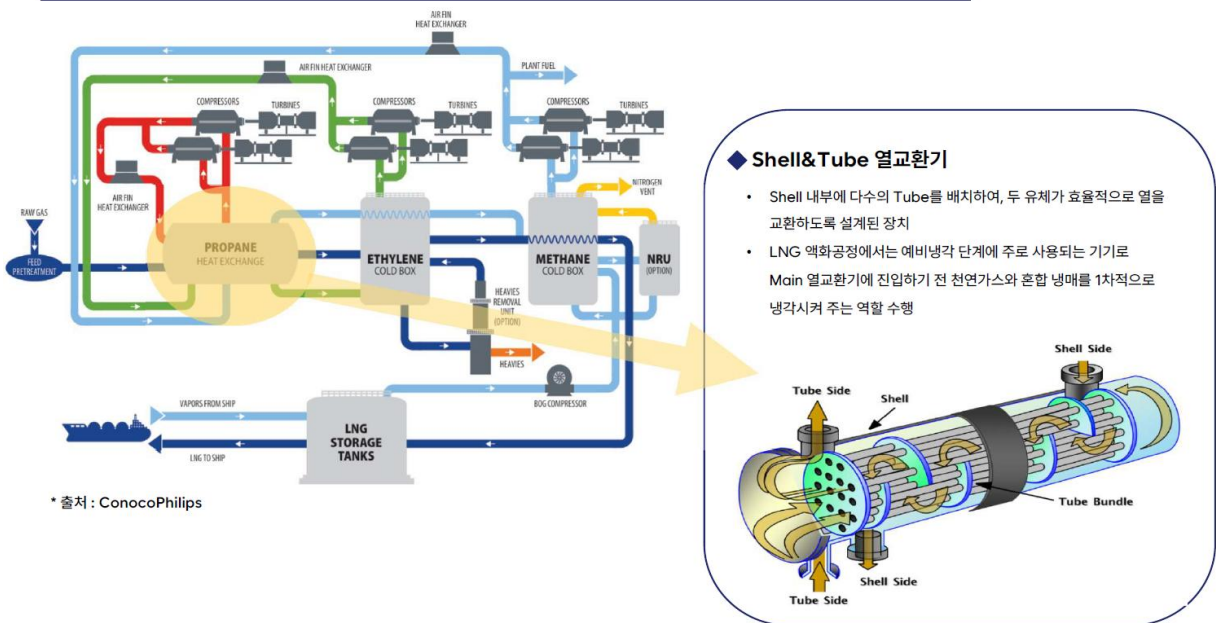 AIR FIN
HEAT EXCHANGER
AIR FIN HEAT EXCHANGER
PLANT FUEL
COMPRESSORS
TURBINES
COMPRESSORS
TURBINES
COMPRESSORS
TURBINES
AIR FIN
HEAT EXCHANGER
NITROGEN
VENT
RAW GAS
FEED
PRETREATMENT
PROPANE
HEAT EXCHANGE
ETHYLENE
COLD BOX
METHANE
COLD BOX
NRU
(OPTION)
HEAVIES
REMOVAL
UNIT
(OPTION)
HEAVIES
BOG COMPRESSOR
VAPORS FROM SHIP
LNG
STORAGE
TANKS
LNG TO SHIP
* 출처 : ConocoPhilips
◆ Shell&Tube 열교환기
• Shell 내부에 다수의 Tube를 배치하여, 두 유체가 효율적으로 열을
교환하도록 설계된 장치
• LNG 액화공정에서는 예비냉각 단계에 주로 사용되는 기기로
Main 열교환기에 진입하기 전 천연가스와 혼합 냉매를 1차적으로
냉각시켜 주는 역할 수행
Shell Side
Tube Side
Shell
Tube Bundle
Shell Side
Tube Side